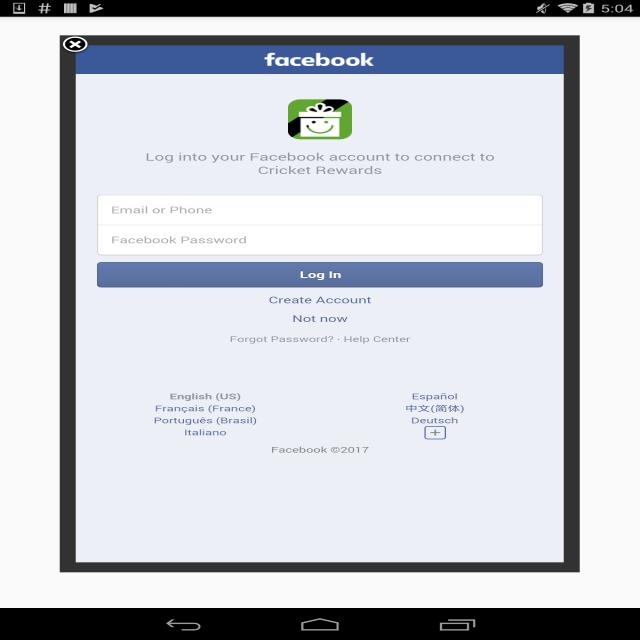 5:04
facebook
Log into your Facebook account to connect to
Cricket Rewards
Email or Phone
Facebook Password
Log In
Create Account
Not now
Forgot Password? · Help Center
English (US)
Español
Français (France)
中文(简体)
Português (Brasil)
Deutsch
Italiano
Facebook ©2017